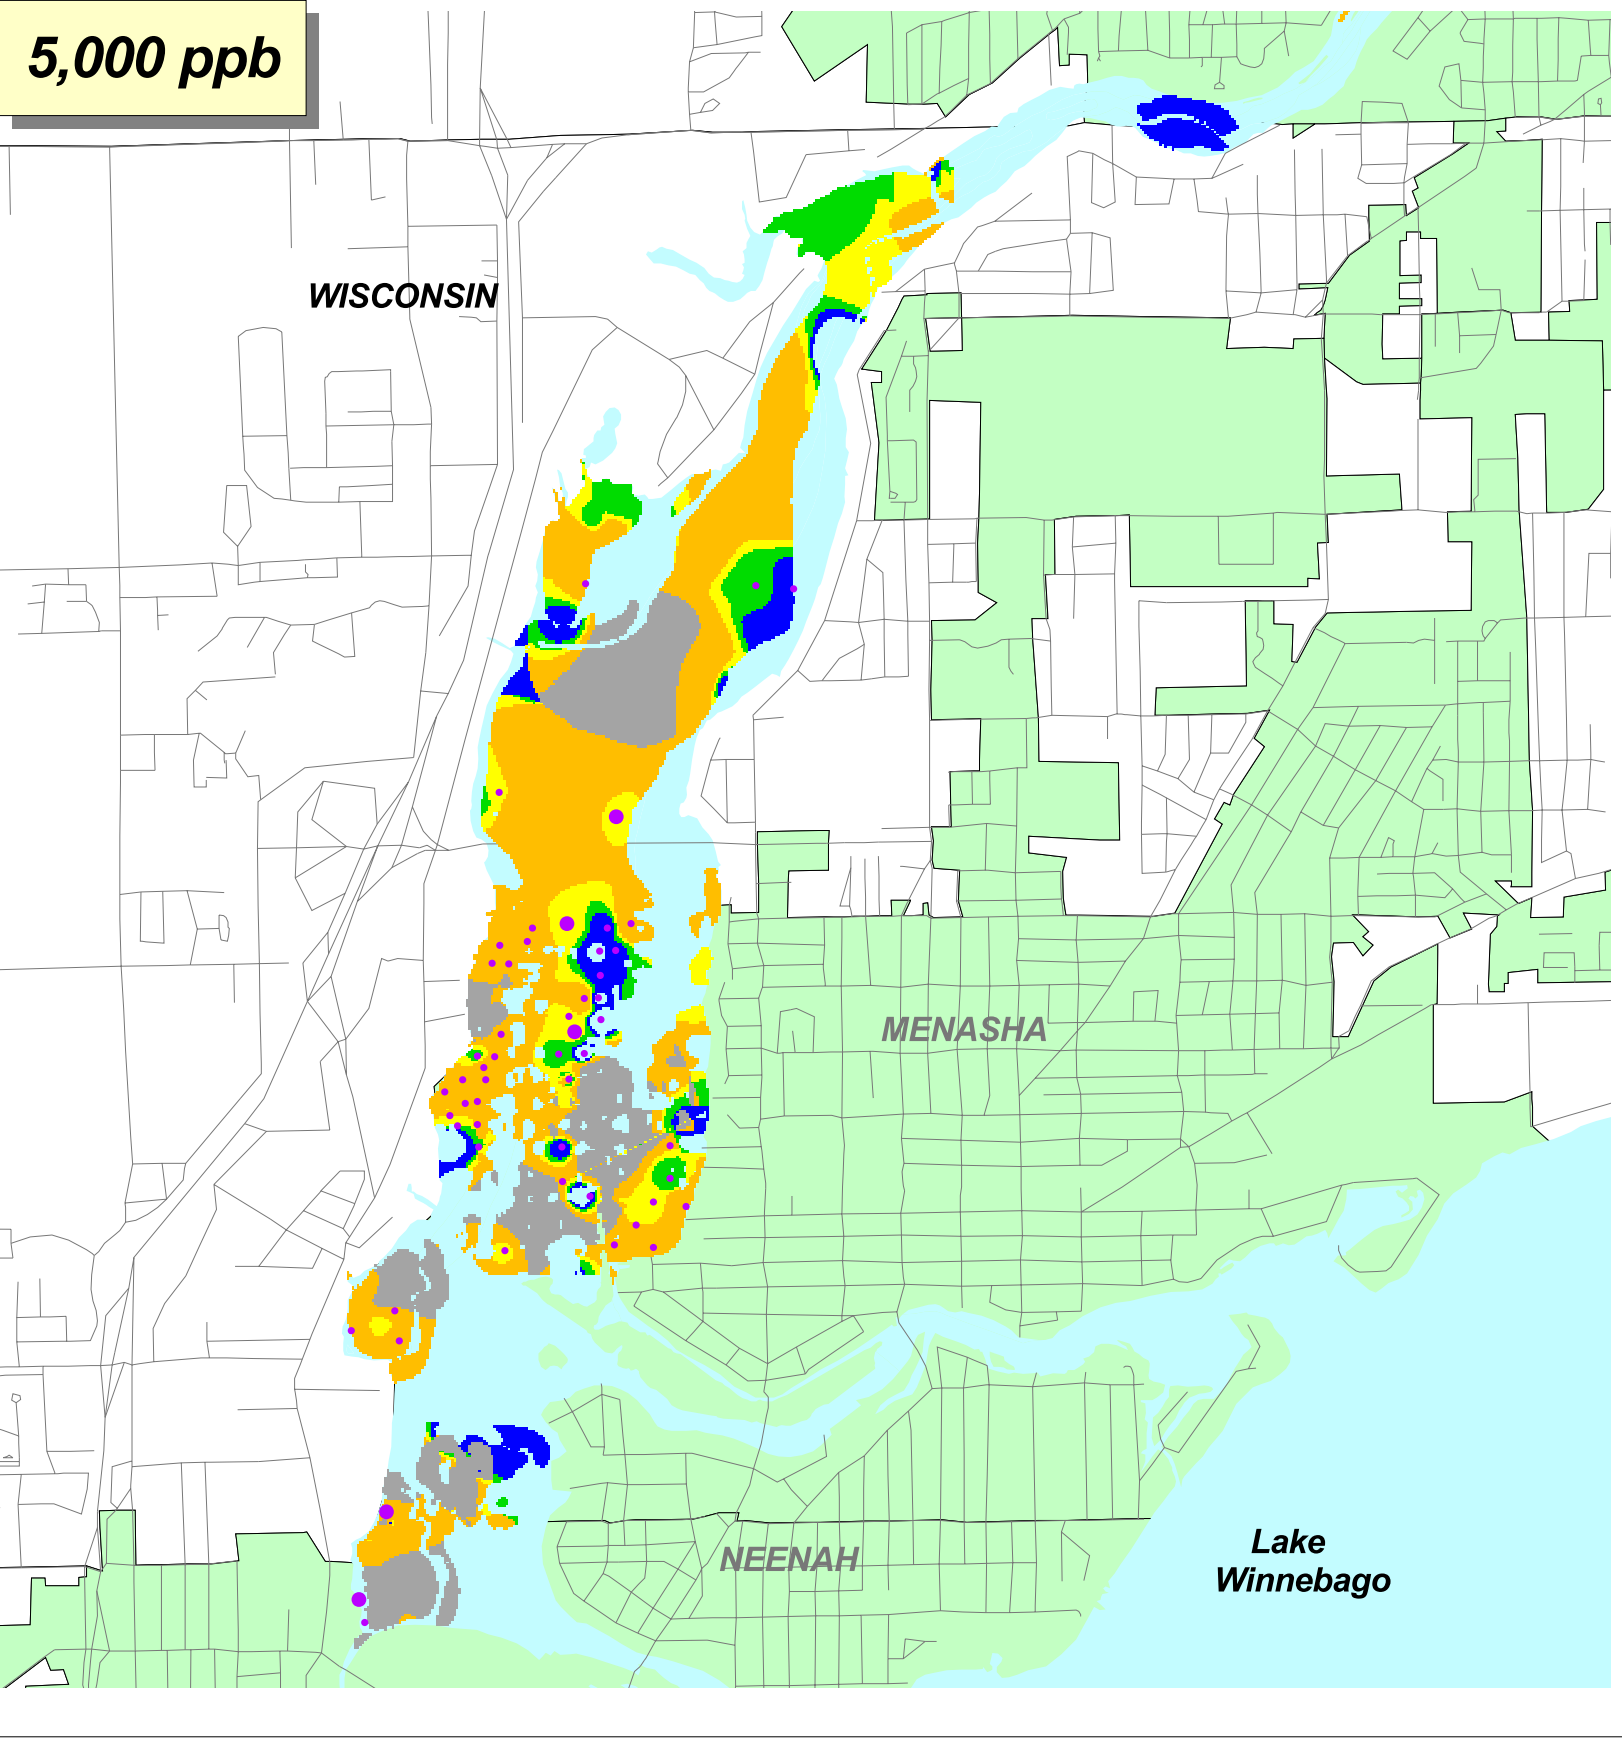 5,000 ppb
WISCONSIN
MENASHA
NEENAH
Lake
Winnebago